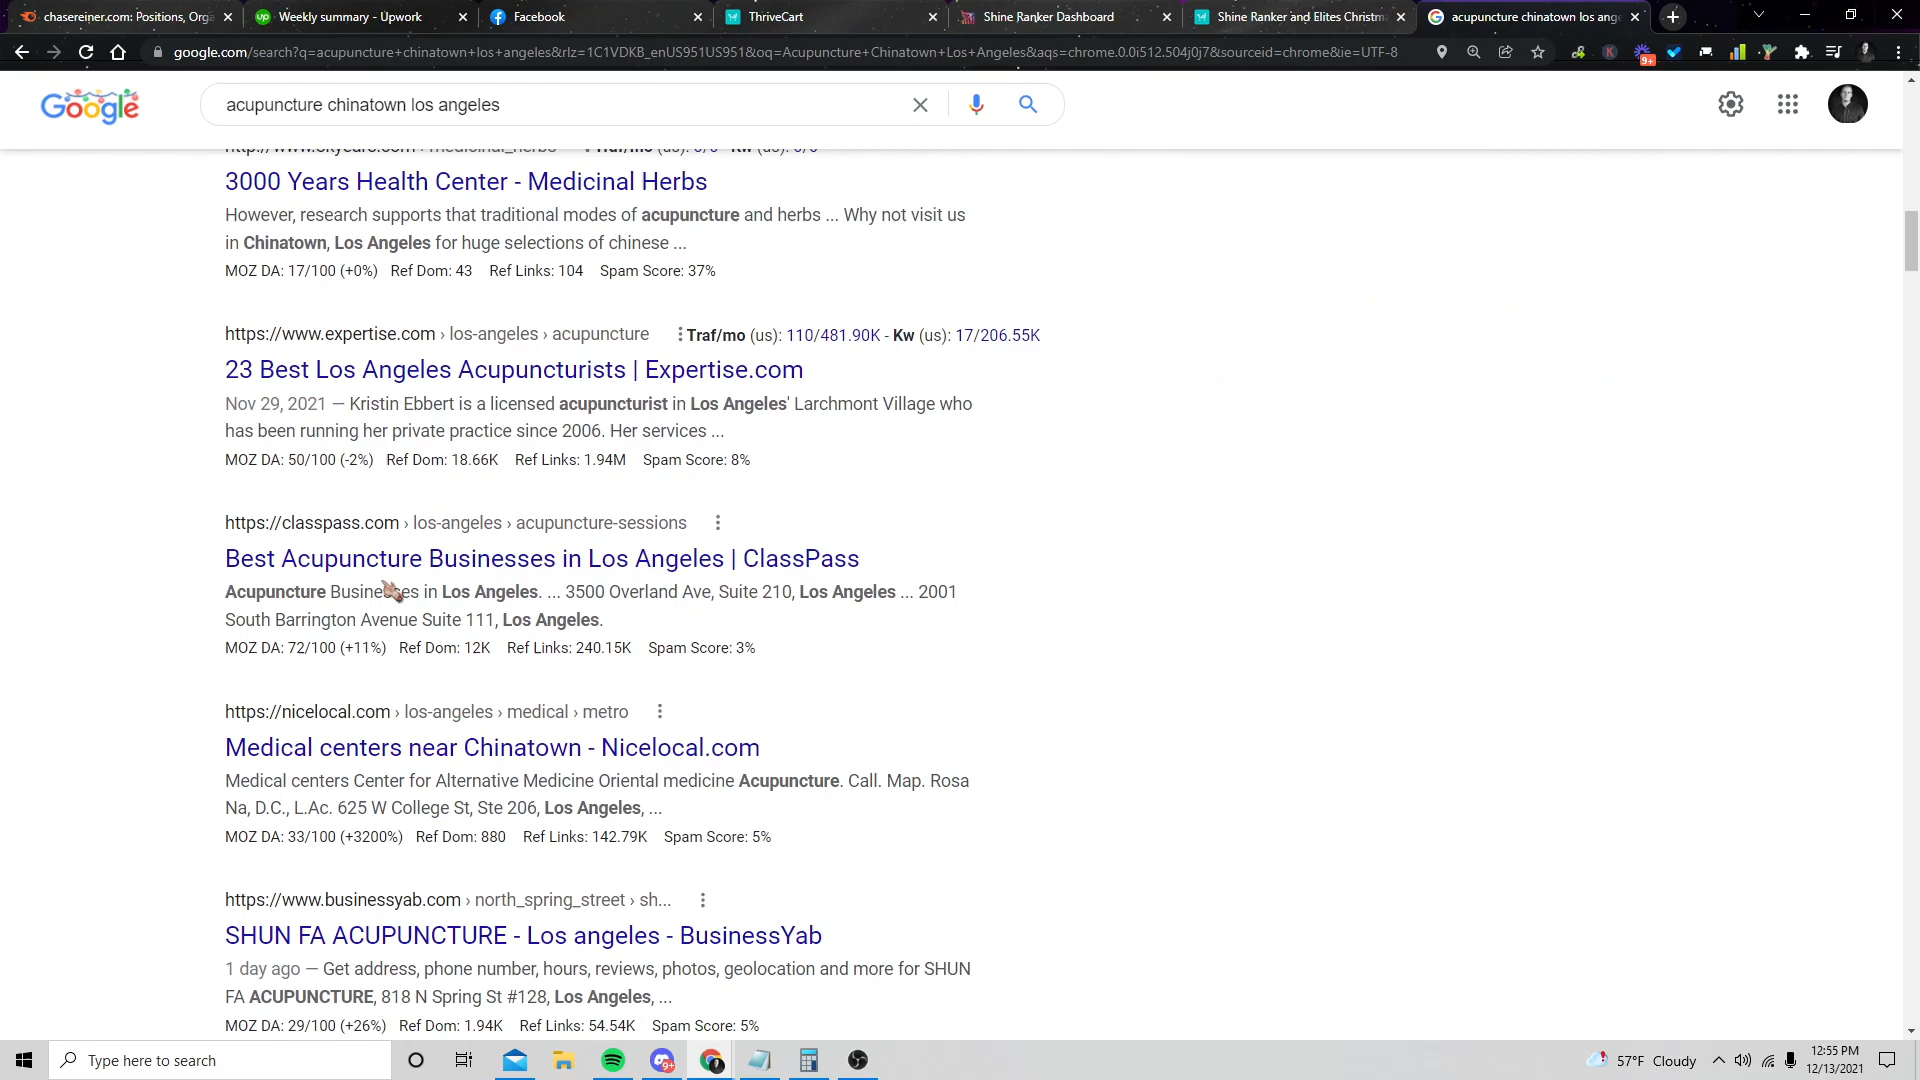 chasereiner.com: Positions, Orga
Weekly summary - Upwork
Facebook
ThriveCart
Shine Ranker Dashboard
Shine Ranker and Elites Christm
acupuncture chinatown los ang
google.com/search?q=acupuncture+chinatown+los+angeles&rlz=1C1VDKB_enUS951US951&oq=Acupuncture+Chinatown+Los+Angeles&aqs=chrome.0.0i512.504j0j7&sourceid=chrome&ie=UTF-8
9+
Google
acupuncture chinatown los angeles
3000 Years Health Center - Medicinal Herbs
However, research supports that traditional modes of acupuncture and herbs ... Why not visit us
in Chinatown, Los Angeles for huge selections of chinese ...
MOZ DA: 17/100 (+0%) Ref Dom: 43 Ref Links: 104 Spam Score: 37%
https://www.expertise.com › los-angeles › acupuncture Traf/mo (us): 110/481.90K - Kw (us): 17/206.55K
23 Best Los Angeles Acupuncturists | Expertise.com
Nov 29, 2021 — Kristin Ebbert is a licensed acupuncturist in Los Angeles' Larchmont Village who
has been running her private practice since 2006. Her services ...
MOZ DA: 50/100 (-2%) Ref Dom: 18.66K Ref Links: 1.94M Spam Score: 8%
https://classpass.com › los-angeles › acupuncture-sessions
Best Acupuncture Businesses in Los Angeles | ClassPass
Acupuncture Businesses in Los Angeles. ... 3500 Overland Ave, Suite 210, Los Angeles ... 2001
South Barrington Avenue Suite 111, Los Angeles.
MOZ DA: 72/100 (+11%) Ref Dom: 12K Ref Links: 240.15K Spam Score: 3%
https://nicelocal.com › los-angeles › medical › metro
Medical centers near Chinatown - Nicelocal.com
Medical centers Center for Alternative Medicine Oriental medicine Acupuncture. Call. Map. Rosa
Na, D.C., L.Ac. 625 W College St, Ste 206, Los Angeles, ...
MOZ DA: 33/100 (+3200%) Ref Dom: 880 Ref Links: 142.79K Spam Score: 5%
https://www.businessyab.com › north_spring_street › sh...
SHUN FA ACUPUNCTURE - Los angeles - BusinessYab
1 day ago — Get address, phone number, hours, reviews, photos, geolocation and more for SHUN
FA ACUPUNCTURE, 818 N Spring St #128, Los Angeles, ...
MOZ DA: 29/100 (+26%) Ref Dom: 1.94K Ref Links: 54.54K Spam Score: 5%
Type here to search
9+
57°F Cloudy
12:55 PM
12/13/2021